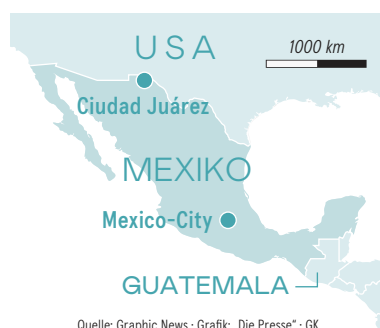 USA
1000 km
Ciudad Juárez
MEXIKO
Mexico-City
GUATEMALA
Quelle: Graphic News · Grafik: „Die Presse“ · GK